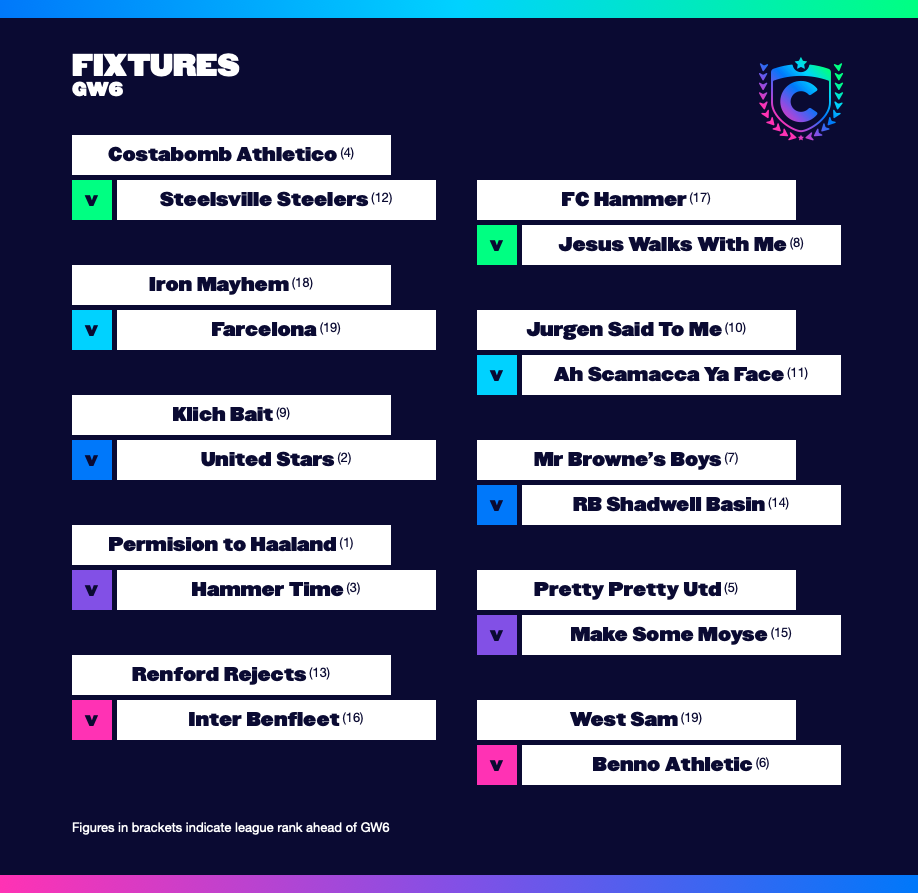 FIXTURES
GW6
C
Costabomb Athletico (4)
v Steelsville Steelers (12)
Iron Mayhem (18)
v Farcelona (19)
Klich Bait (9)
v United Stars (2)
Permision to Haaland (1)
v Hammer Time (3)
Renford Rejects (13)
v Inter Benfleet (16)
FC Hammer (17)
v Jesus Walks With Me (8)
Jurgen Said To Me (10)
v Ah Scamacca Ya Face (11)
Mr Browne’s Boys (7)
v RB Shadwell Basin (14)
Pretty Pretty Utd (5)
v Make Some Moyse (15)
West Sam (19)
v Benno Athletic (6)
Figures in brackets indicate league rank ahead of GW6